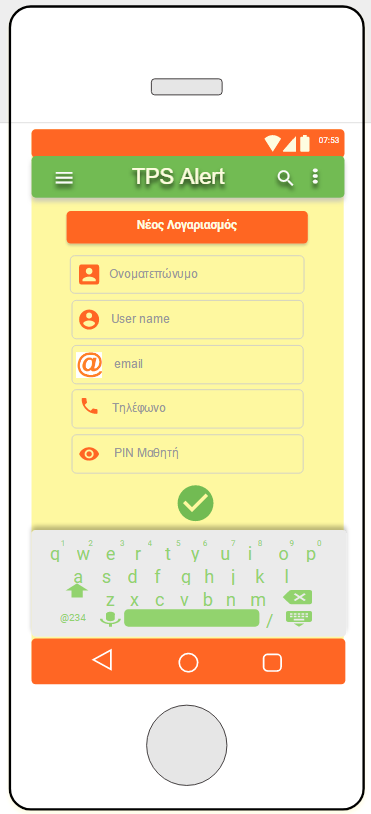 07:53
TPS Alert
Νέος Λογαριασμός
Ονοματεπώνυμο
User name
@ email
Τηλέφωνο
PIN Μαθητή
1 2 3 4 5 6 7 8 9 0
q w e r t y u i o p
a s d f g h j k l
z x c v b n m
@234 /